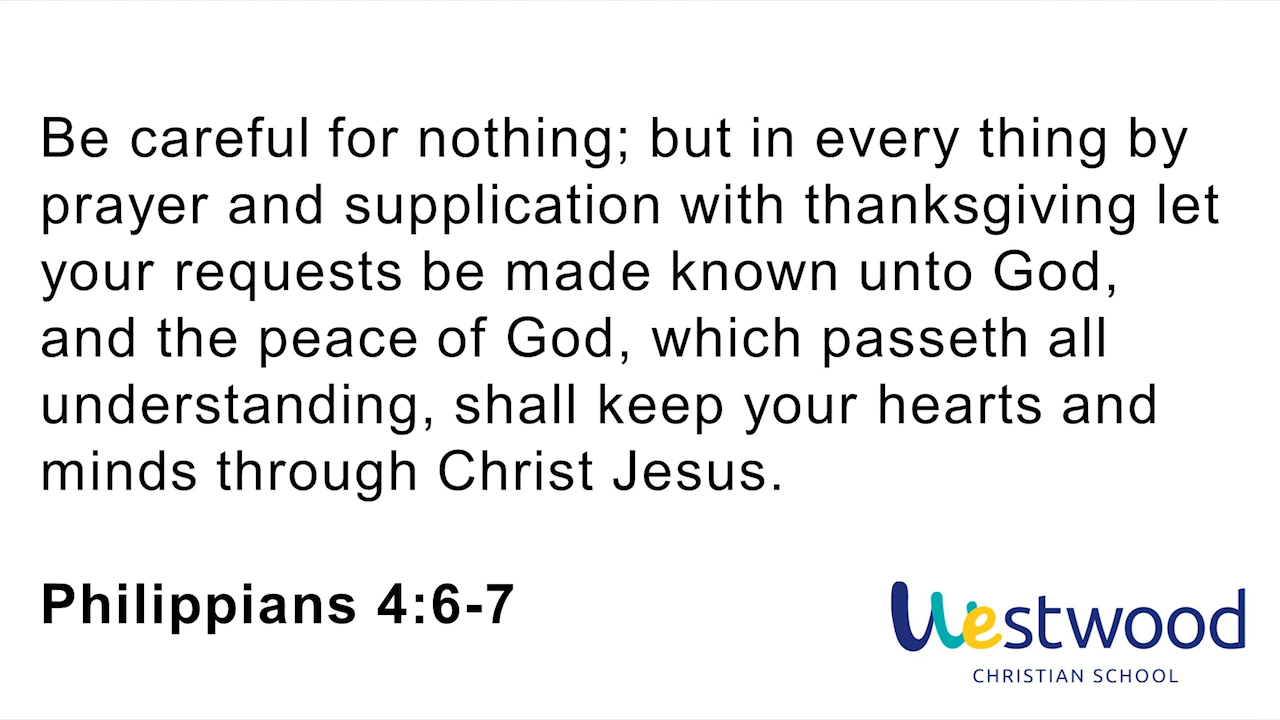 Be careful for nothing; but in every thing by
prayer and supplication with thanksgiving let
your requests be made known unto God,
and the peace of God, which passeth all
understanding, shall keep your hearts and
minds through Christ Jesus.
Philippians 4:6-7
Westwood
CHRISTIAN SCHOOL